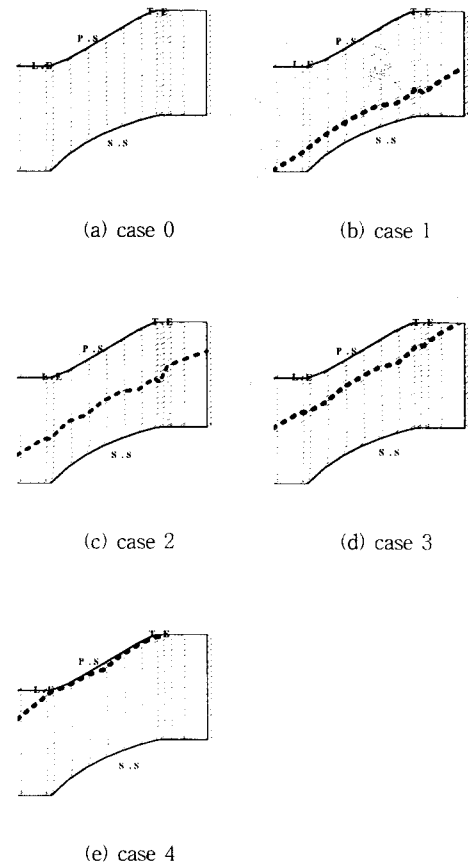 T.E
P.S
L.E
S.S
(a) case 0
T.E
P.S
L.E
S.S
(b) case 1
T.E
P.S
L.E
S.S
(c) case 2
T.E
P.S
L.E
S.S
(d) case 3
T.E
P.S
L.E
S.S
(e) case 4